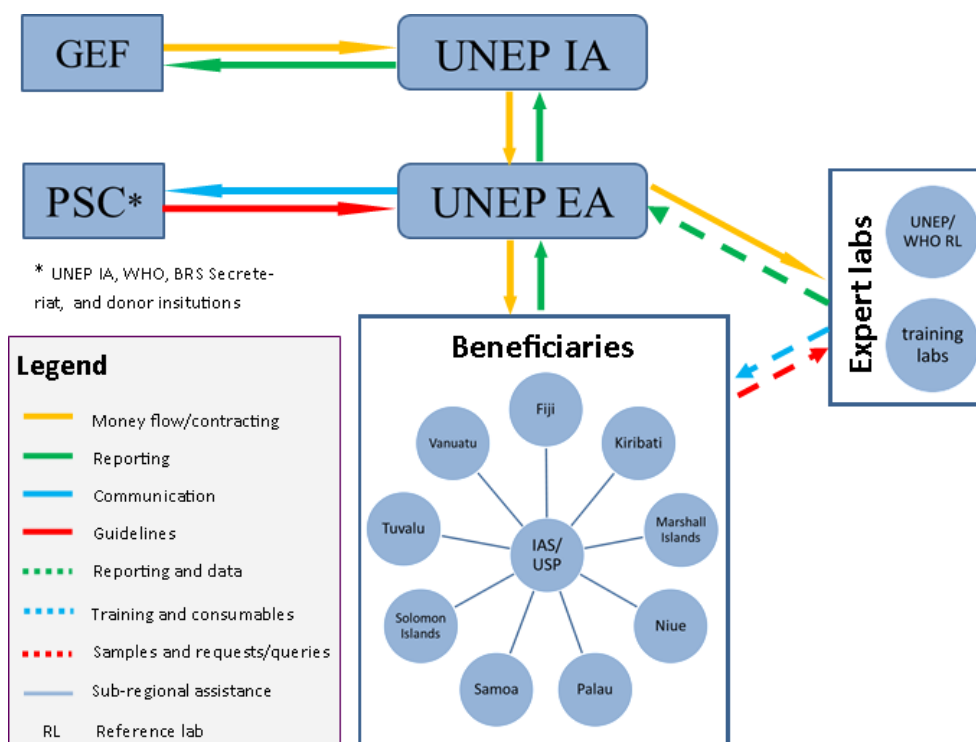 GEF
UNEP IA
PSC*
UNEP EA
* UNEP IA, WHO, BRS Secrete-
riat, and donor insitutions
Expert labs
UNEP/
WHO RL
training
labs
Legend
Money flow/contracting
Reporting
Communication
Guidelines
Reporting and data
Training and consumables
Samples and requests/queries
Sub-regional assistance
RL Reference lab
Beneficiaries
Fiji
Vanuatu
Kiribati
Tuvalu
Marshall
Islands
IAS/
USP
Solomon
Islands
Niue
Samoa
Palau